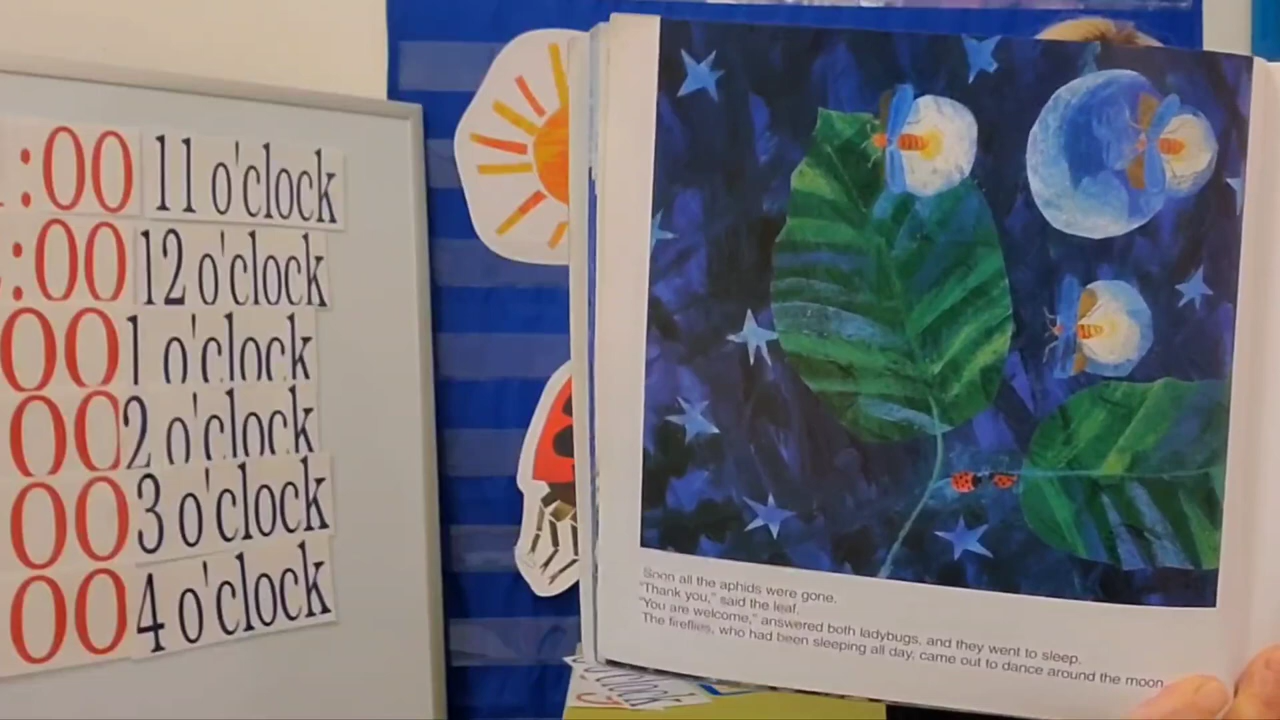 :00 11 o'clock
:00 12 o'clock
00 1 o'clock
00 2 o'clock
00 3 o'clock
00 4 o'clock
Soon all the aphids were gone.
"Thank you," said the leaf.
"You are welcome," answered both ladybugs, and they went to sleep.
The fireflies, who had been sleeping all day, came out to dance around the moon
o'clock